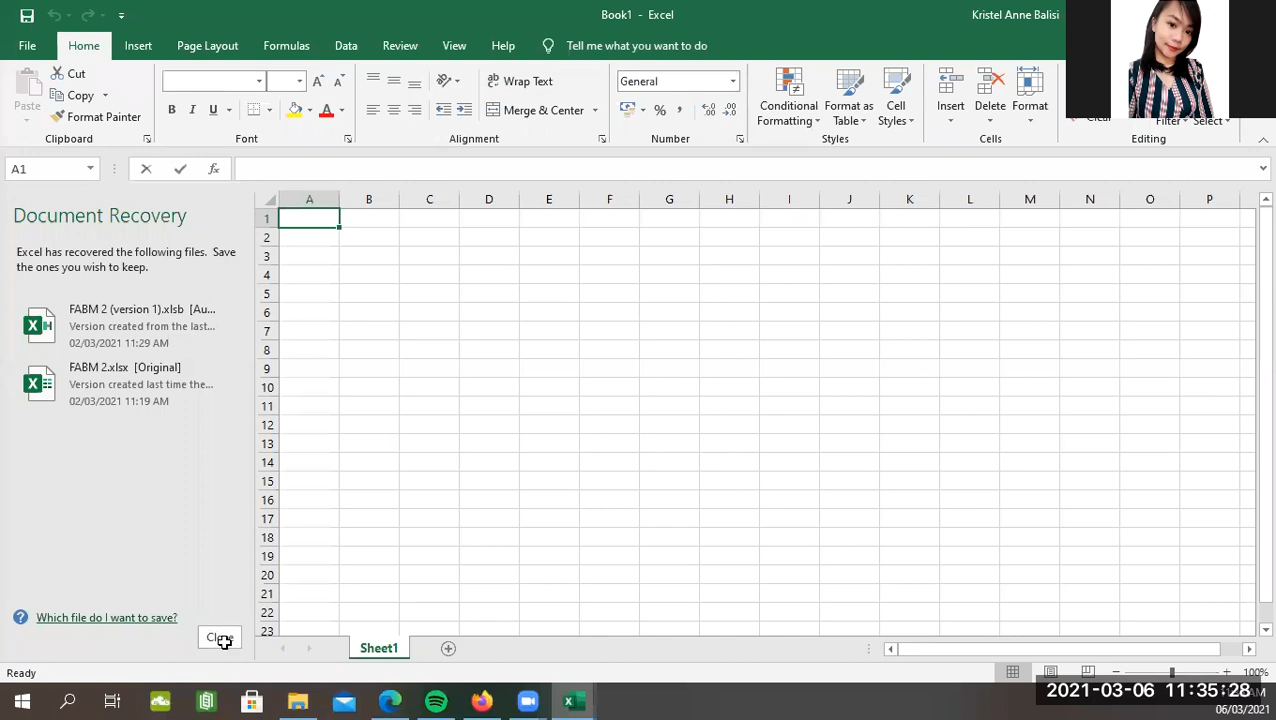 Book1 - Excel
Kristel Anne Balisi
File Home Insert Page Layout Formulas Data Review View Help Tell me what you want to do
Cut
Copy
Format Painter
Paste
Clipboard
B I U
Font
Wrap Text
Merge & Center
Alignment
General
%
Number
Conditional
Formatting
Format as
Table
Cell
Styles
Styles
Insert
Delete
Format
Cells
Clear
Filter
Select
Editing
A1
fx
Document Recovery
Excel has recovered the following files. Save
the ones you wish to keep.
FABM 2 (version 1).xlsb [Au...
Version created from the last...
02/03/2021 11:29 AM
FABM 2.xlsx [Original]
Version created last time the...
02/03/2021 11:19 AM
Which file do I want to save?
A B C D E F G H I J K L M N O P
1
2
3
4
5
6
7
8
9
10
11
12
13
14
15
16
17
18
19
20
21
22
23
Sheet1
Ready
100%
2021-03-06 11:35:28
06/03/2021